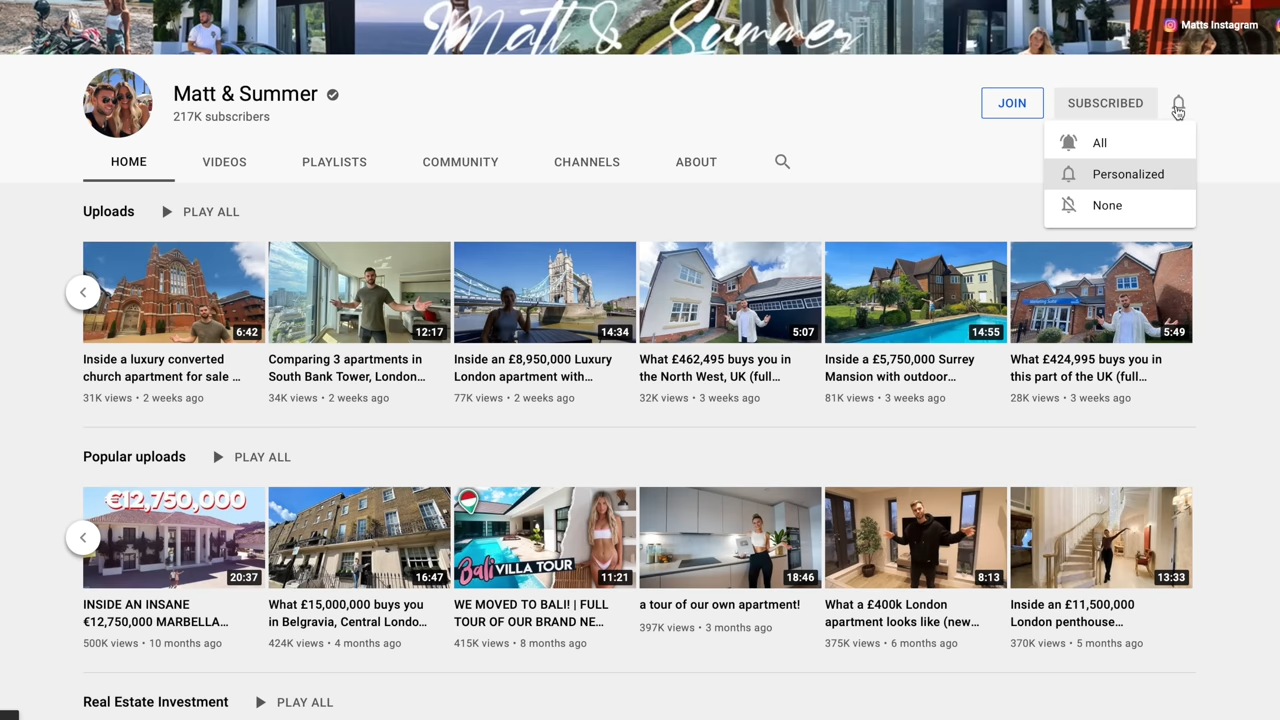 Matt & Summer
Matts Instagram
Matt & Summer
217K subscribers
JOIN
SUBSCRIBED
All
Personalized
None
HOME
VIDEOS
PLAYLISTS
COMMUNITY
CHANNELS
ABOUT
Uploads
PLAY ALL
6:42
12:17
14:34
5:07
14:55
5:49
Inside a luxury converted
church apartment for sale ...
31K views • 2 weeks ago
Comparing 3 apartments in
South Bank Tower, London...
34K views • 2 weeks ago
Inside an £8,950,000 Luxury
London apartment with...
77K views • 2 weeks ago
What £462,495 buys you in
the North West, UK (full...
32K views • 3 weeks ago
Inside a £5,750,000 Surrey
Mansion with outdoor...
81K views • 3 weeks ago
What £424,995 buys you in
this part of the UK (full...
28K views • 3 weeks ago
Popular uploads
PLAY ALL
€12,750,000
20:37
16:47
Bali VILLA TOUR
11:21
18:46
8:13
13:33
INSIDE AN INSANE
€12,750,000 MARBELLA...
500K views • 10 months ago
What £15,000,000 buys you
in Belgravia, Central Londo...
424K views • 4 months ago
WE MOVED TO BALI! | FULL
TOUR OF OUR BRAND NE...
415K views • 8 months ago
a tour of our own apartment!
397K views • 3 months ago
What a £400k London
apartment looks like (new...
375K views • 6 months ago
Inside an £11,500,000
London penthouse...
370K views • 5 months ago
Real Estate Investment
PLAY ALL